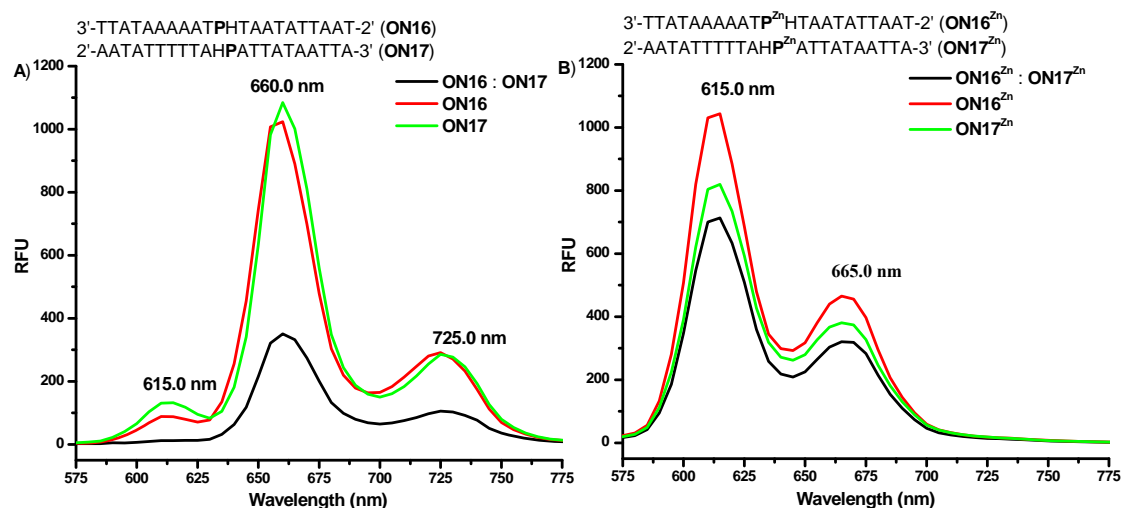 3'-TTATAAAAATPHTAATATTAAT-2' (ON16)
2'-AATATTTTTAHPATTATAATTA-3' (ON17)
A)
660.0 nm
ON16 : ON17
ON16
ON17
615.0 nm
725.0 nm
1200
1000
800
600
400
200
0
RFU
575 600 625 650 675 700 725 750 775
Wavelength (nm)
3'-TTATAAAAATPZnHTAATATTAAT-2' (ON16Zn)
2'-AATATTTTTAHPZnATTATAATTA-3' (ON17Zn)
B)
615.0 nm
ON16Zn : ON17Zn
ON16Zn
ON17Zn
665.0 nm
1200
1000
800
600
400
200
0
RFU
575 600 625 650 675 700 725 750 775
Wavelength (nm)